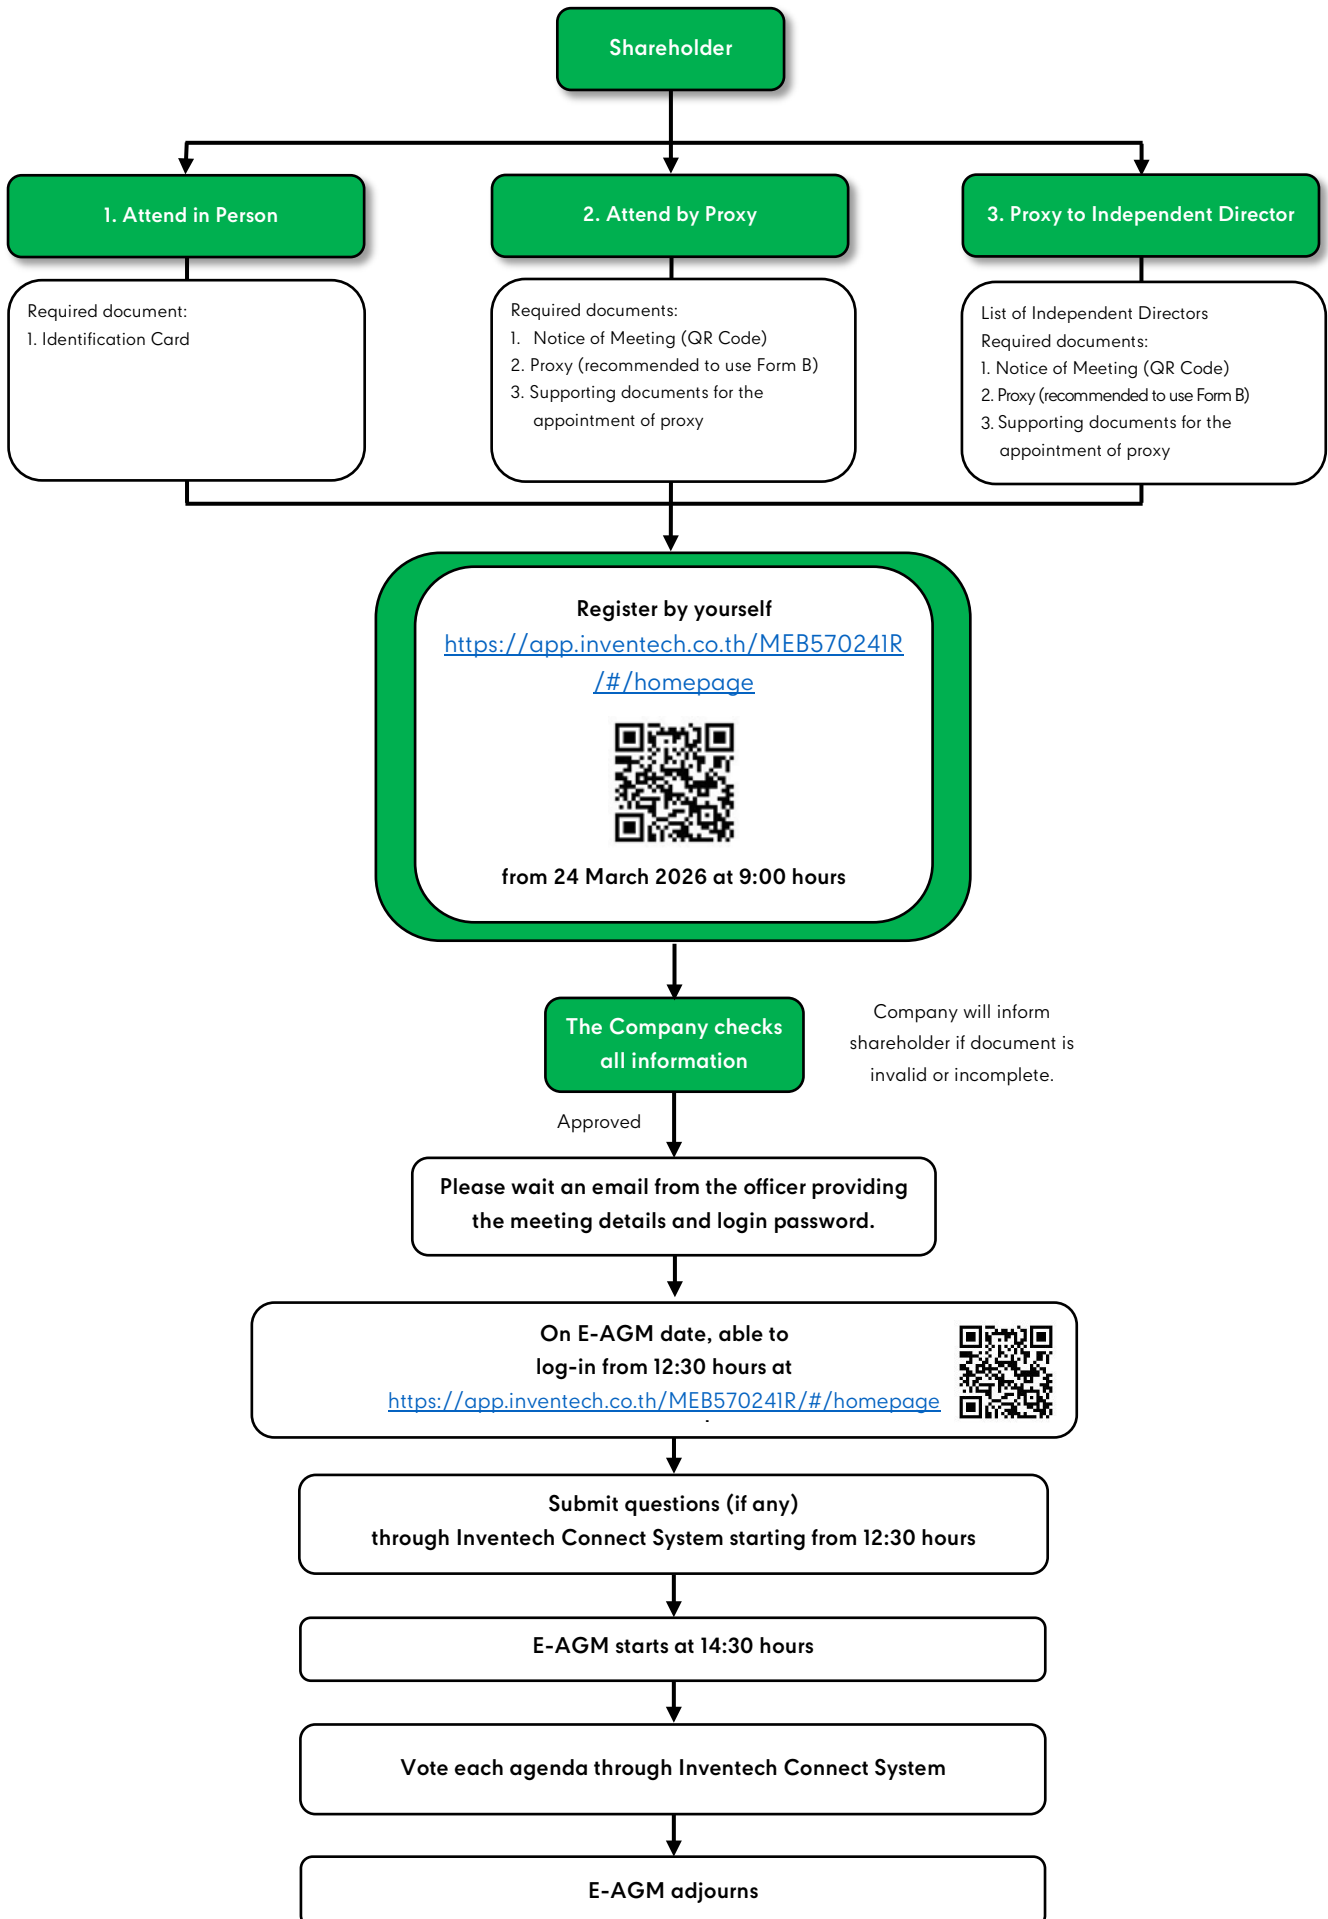 Shareholder
1. Attend in Person
2. Attend by Proxy
3. Proxy to Independent Director
Required document:
1. Identification Card
Required documents:
1. Notice of Meeting (QR Code)
2. Proxy (recommended to use Form B)
3. Supporting documents for the
appointment of proxy
List of Independent Directors
Required documents:
1. Notice of Meeting (QR Code)
2. Proxy (recommended to use Form B)
3. Supporting documents for the
appointment of proxy
Register by yourself
https://app.inventech.co.th/MEB570241R
/#/homepage
from 24 March 2026 at 9:00 hours
The Company checks
all information
Company will inform
shareholder if document is
invalid or incomplete.
Approved
Please wait an email from the officer providing
the meeting details and login password.
On E-AGM date, able to
log-in from 12:30 hours at
https://app.inventech.co.th/MEB570241R/#/homepage
Submit questions (if any)
through Inventech Connect System starting from 12:30 hours
E-AGM starts at 14:30 hours
Vote each agenda through Inventech Connect System
E-AGM adjourns